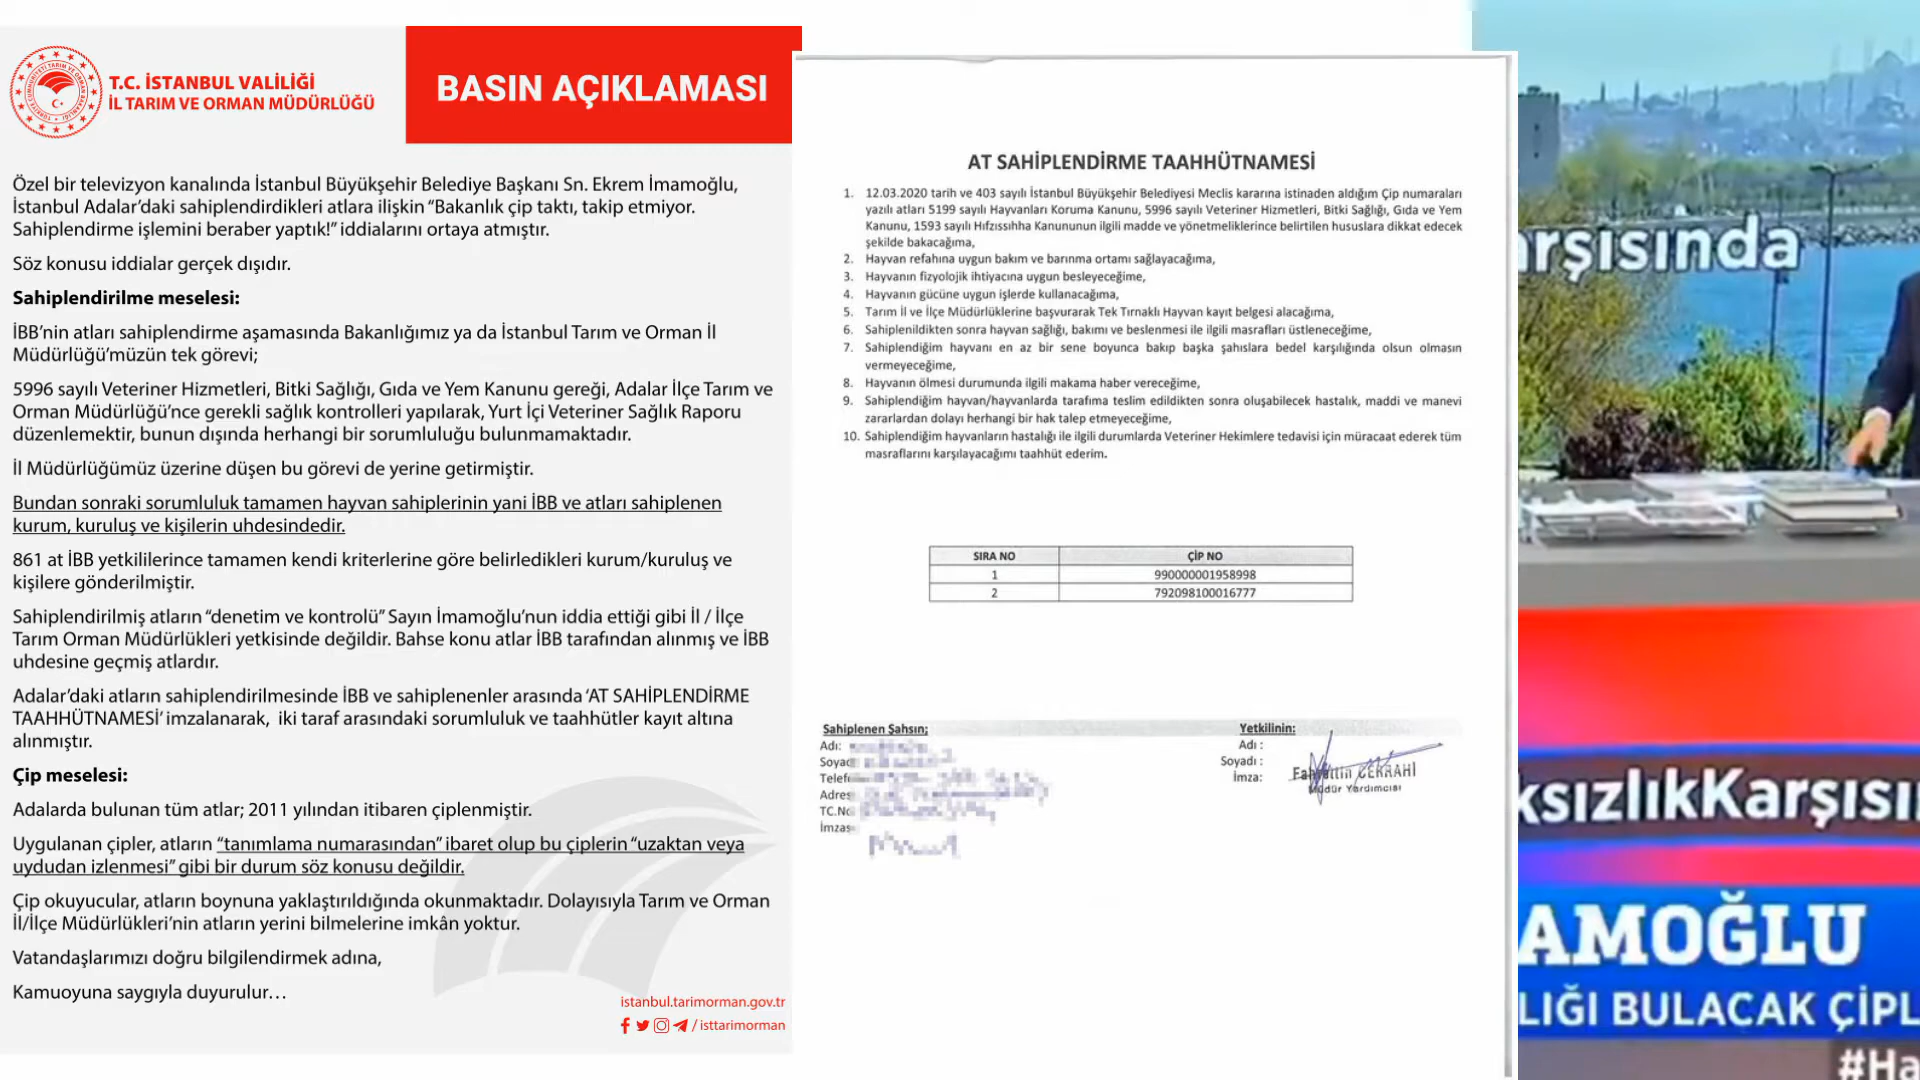 T.C. İSTANBUL VALİLİĞİ
İL TARIM VE ORMAN MÜDÜRLÜĞÜ
BASIN AÇIKLAMASI
Özel bir televizyon kanalında İstanbul Büyükşehir Belediye Başkanı Sn. Ekrem İmamoğlu,
İstanbul Adalar’daki sahiplendirdikleri atlara ilişkin “Bakanlık çip taktı, takip etmiyor.
Sahiplendirme işlemini beraber yaptık!” iddialarını ortaya atmıştır.
Söz konusu iddialar gerçek dışıdır.
Sahiplendirilme meselesi:
İBB’nin atları sahiplendirme aşamasında Bakanlığımız ya da İstanbul Tarım ve Orman İl
Müdürlüğü’müzün tek görevi;
5996 sayılı Veteriner Hizmetleri, Bitki Sağlığı, Gıda ve Yem Kanunu gereği, Adalar İlçe Tarım ve
Orman Müdürlüğü’nce gerekli sağlık kontrolleri yapılarak, Yurt İçi Veteriner Sağlık Raporu
düzenlemektir, bunun dışında herhangi bir sorumluluğu bulunmamaktadır.
İl Müdürlüğümüz üzerine düşen bu görevi de yerine getirmiştir.
Bundan sonraki sorumluluk tamamen hayvan sahiplerinin yani İBB ve atları sahiplenen
kurum, kuruluş ve kişilerin uhdesindedir.
861 at İBB yetkililerince tamamen kendi kriterlerine göre belirledikleri kurum/kuruluş ve
kişilere gönderilmiştir.
Sahiplendirilmiş atların “denetim ve kontrolü” Sayın İmamoğlu’nun iddia ettiği gibi İl / İlçe
Tarım Orman Müdürlükleri yetkisinde değildir. Bahse konu atlar İBB tarafından alınmış ve İBB
uhdesine geçmiş atlardır.
Adalar’daki atların sahiplendirilmesinde İBB ve sahiplenenler arasında ‘AT SAHİPLENDİRME
TAAHHÜTNAMESİ’ imzalanarak, iki taraf arasındaki sorumluluk ve taahhütler kayıt altına
alınmıştır.
Çip meselesi:
Adalarda bulunan tüm atlar; 2011 yılından itibaren çiplenmiştir.
Uygulanan çipler, atların “tanımlama numarasından” ibaret olup bu çiplerin “uzaktan veya
uydudan izlenmesi” gibi bir durum söz konusu değildir.
Çip okuyucular, atların boynuna yaklaştırıldığında okunmaktadır. Dolayısıyla Tarım ve Orman
İl/İlçe Müdürlükleri’nin atların yerini bilmelerine imkân yoktur.
Vatandaşlarımızı doğru bilgilendirmek adına,
Kamuoyuna saygıyla duyurulur…
istanbul.tarimorman.gov.tr
/ isttarimorman
AT SAHİPLENDİRME TAAHHÜTNAMESİ
1. 12.03.2020 tarih ve 403 sayılı İstanbul Büyükşehir Belediyesi Meclis kararına istinaden aldığım Çip numaraları
yazılı atları 5199 sayılı Hayvanları Koruma Kanunu, 5996 sayılı Veteriner Hizmetleri, Bitki Sağlığı, Gıda ve Yem
Kanunu, 1593 sayılı Hıfzıssıhha Kanununun ilgili madde ve yönetmeliklerince belirtilen hususlara dikkat edecek
şekilde bakacağıma,
2. Hayvan refahına uygun bakım ve barınma ortamı sağlayacağıma,
3. Hayvanın fizyolojik ihtiyacına uygun besleyeceğime,
4. Hayvanın gücüne uygun işlerde kullanacağıma,
5. Tarım İl ve İlçe Müdürlüklerine başvurarak Tek Tırnaklı Hayvan kayıt belgesi alacağıma,
6. Sahiplenildikten sonra hayvan sağlığı, bakımı ve beslenmesi ile ilgili masrafları üstleneceğime,
7. Sahiplendiğim hayvanı en az bir sene boyunca bakıp başka şahıslara bedel karşılığında olsun olmasın
vermeyeceğime,
8. Hayvanın ölmesi durumunda ilgili makama haber vereceğime,
9. Sahiplendiğim hayvan/hayvanlarda tarafıma teslim edildikten sonra oluşabilecek hastalık, maddi ve manevi
zararlardan dolayı herhangi bir hak talep etmeyeceğime,
10. Sahiplendiğim hayvanların hastalığı ile ilgili durumlarda Veteriner Hekimlere tedavisi için müracaat ederek tüm
masraflarını karşılayacağımı taahhüt ederim.
SIRA NO ÇİP NO
1 990000001958998
2 792098100016777
Sahiplenen Şahsın;
Adı:
Soyad
Telef
Adres
TC.No
İmzas
Yetkilinin:
Adı :
Soyadı :
İmza:
Fahrettin CERRAHİ
Müdür Yardımcısı
arşısında
ksızlıkKarşısı
AMOĞLU
LIĞI BULACAK ÇİPL
#Ha